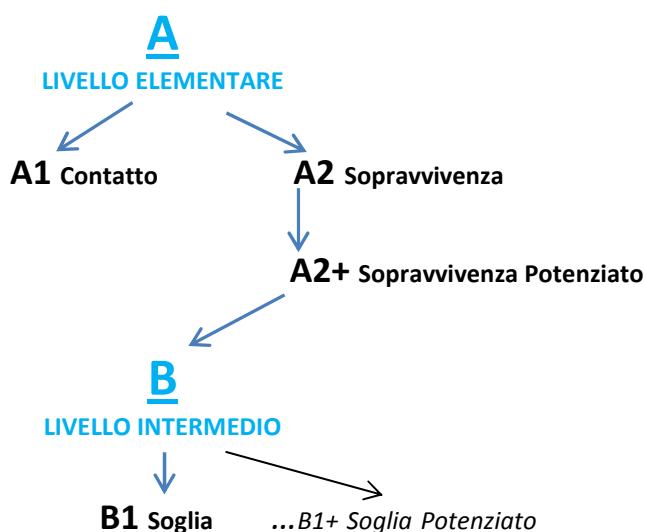 A
LIVELLO ELEMENTARE
A1 Contatto
A2 Sopravvivenza
A2+ Sopravvivenza Potenziato
B
LIVELLO INTERMEDIO
B1 Soglia
...B1+ Soglia Potenziato